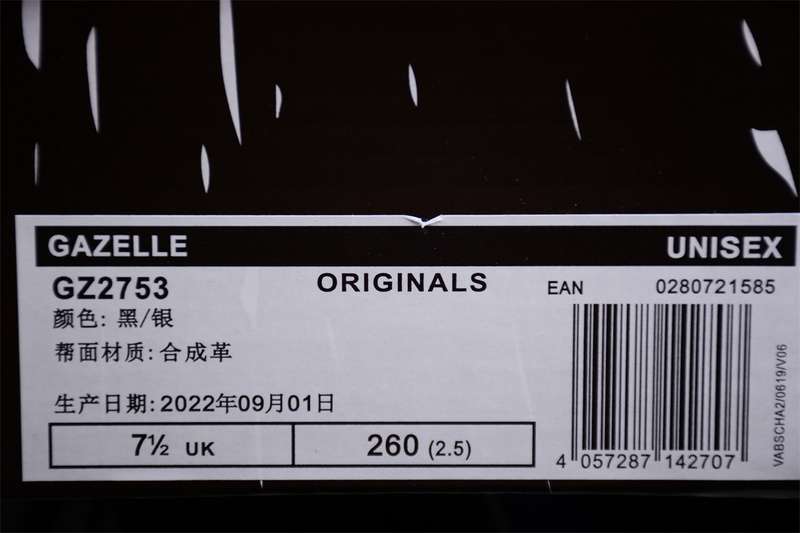 GAZELLE
UNISEX
GZ2753
ORIGINALS
EAN
0280721585
颜色: 黑/银
帮面材质: 合成革
生产日期: 2022年09月01日
7½ UK
260 (2.5)
4 057287 142707
VABSCHA2/0619/V06